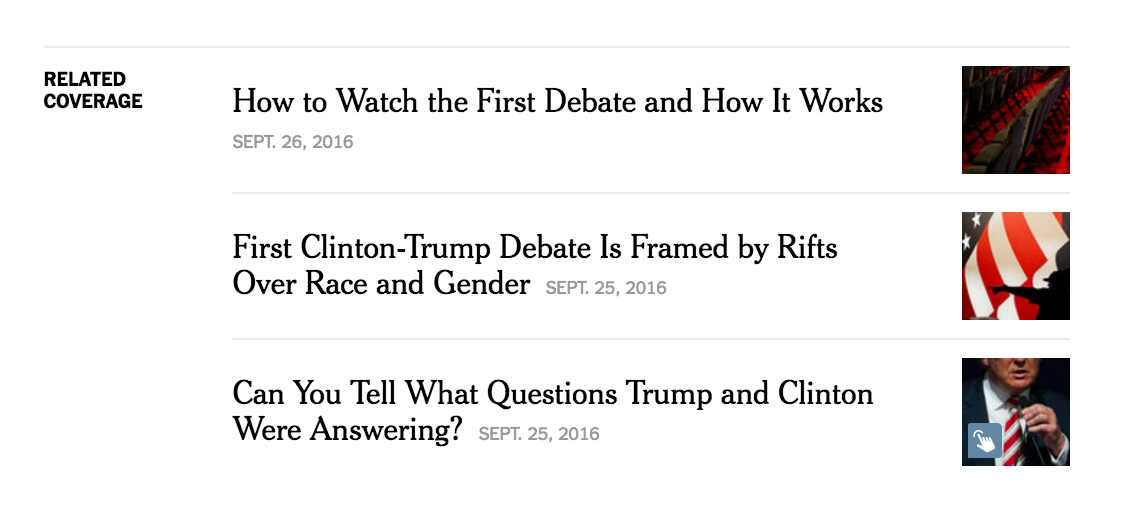 RELATED
COVERAGE
How to Watch the First Debate and How It Works
SEPT. 26, 2016
First Clinton-Trump Debate Is Framed by Rifts
Over Race and Gender SEPT. 25, 2016
Can You Tell What Questions Trump and Clinton
Were Answering? SEPT. 25, 2016